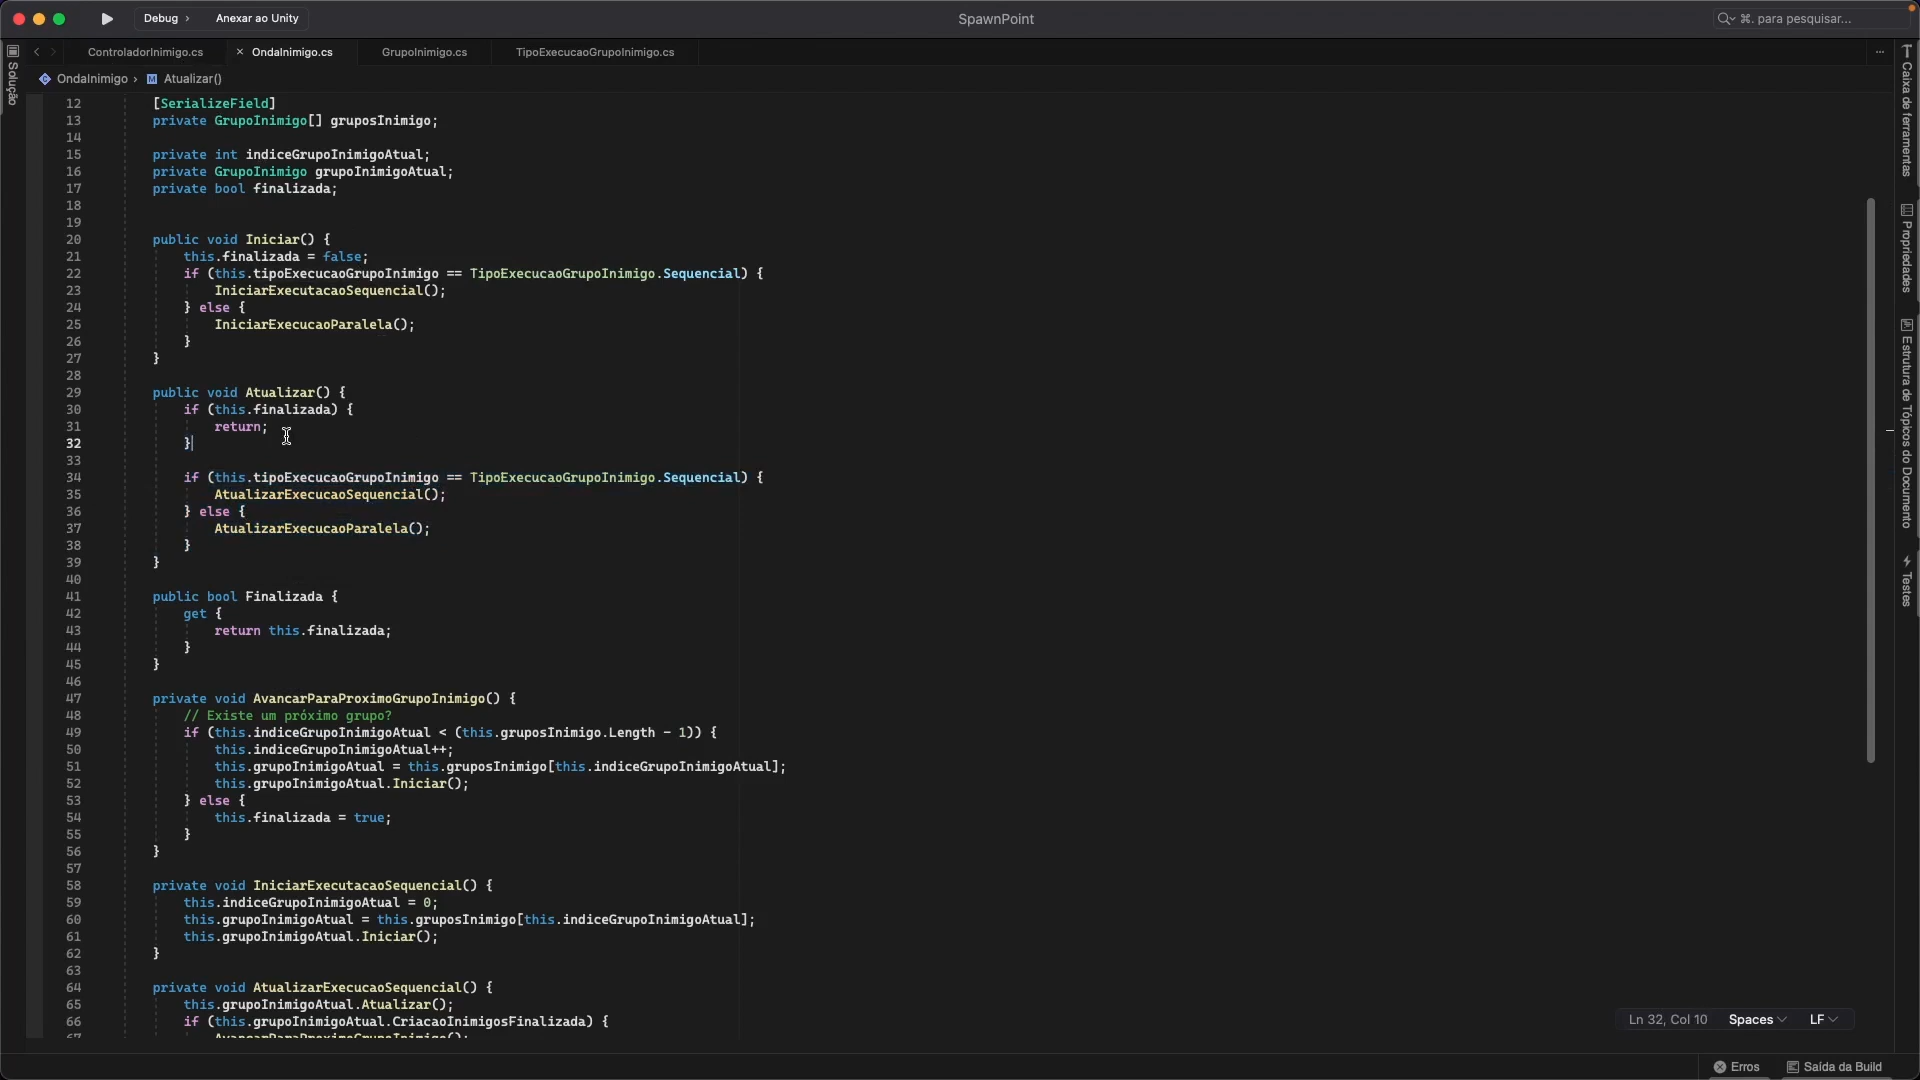 Debug ›
Anexar ao Unity
SpawnPoint
⌘. para pesquisar...
ControladorInimigo.cs
× OndaInimigo.cs
GrupoInimigo.cs
TipoExecucaoGrupoInimigo.cs
OndaInimigo › M Atualizar()
Solução
12 [SerializeField]
13 private GrupoInimigo[] gruposInimigo;
14
15 private int indiceGrupoInimigoAtual;
16 private GrupoInimigo grupoInimigoAtual;
17 private bool finalizada;
18
19
20 public void Iniciar() {
21 this.finalizada = false;
22 if (this.tipoExecucaoGrupoInimigo == TipoExecucaoGrupoInimigo.Sequencial) {
23 IniciarExecutacaoSequencial();
24 } else {
25 IniciarExecucaoParalela();
26 }
27 }
28
29 public void Atualizar() {
30 if (this.finalizada) {
31 return;
32 }
33
34 if (this.tipoExecucaoGrupoInimigo == TipoExecucaoGrupoInimigo.Sequencial) {
35 AtualizarExecucaoSequencial();
36 } else {
37 AtualizarExecucaoParalela();
38 }
39 }
40
41 public bool Finalizada {
42 get {
43 return this.finalizada;
44 }
45 }
46
47 private void AvancarParaProximoGrupoInimigo() {
48 // Existe um próximo grupo?
49 if (this.indiceGrupoInimigoAtual < (this.gruposInimigo.Length - 1)) {
50 this.indiceGrupoInimigoAtual++;
51 this.grupoInimigoAtual = this.gruposInimigo[this.indiceGrupoInimigoAtual];
52 this.grupoInimigoAtual.Iniciar();
53 } else {
54 this.finalizada = true;
55 }
56 }
57
58 private void IniciarExecutacaoSequencial() {
59 this.indiceGrupoInimigoAtual = 0;
60 this.grupoInimigoAtual = this.gruposInimigo[this.indiceGrupoInimigoAtual];
61 this.grupoInimigoAtual.Iniciar();
62 }
63
64 private void AtualizarExecucaoSequencial() {
65 this.grupoInimigoAtual.Atualizar();
66 if (this.grupoInimigoAtual.CriacaoInimigosFinalizada) {
67 AvancarParaProximoGrupoInimigo();
Caixa de ferramentas
Propriedades
Estrutura de Tópicos do Documento
Testes
Ln 32, Col 10 Spaces LF
Erros
Saída da Build